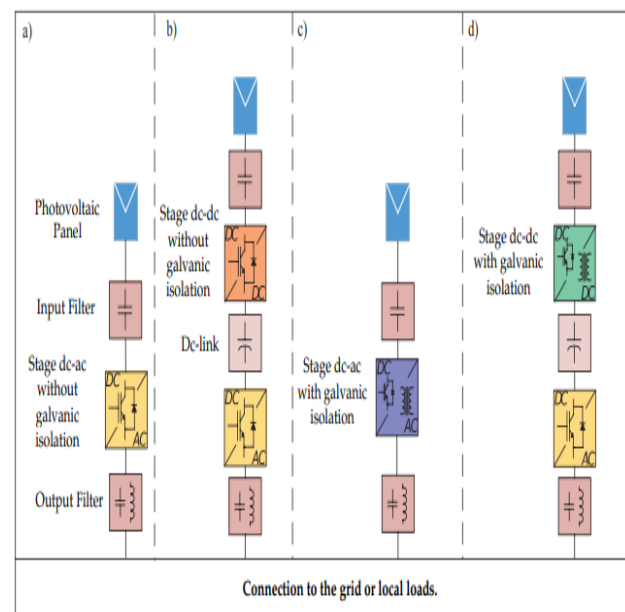 a)
b)
c)
d)
Photovoltaic
Panel
Input Filter
Stage dc-ac
without
galvanic
isolation
DC
AC
Output Filter
Stage dc-dc
without
galvanic
isolation
DC
DC
Dc-link
DC
AC
Stage dc-ac
with galvanic
isolation
DC
AC
Stage dc-dc
with galvanic
isolation
DC
DC
DC
AC
Connection to the grid or local loads.